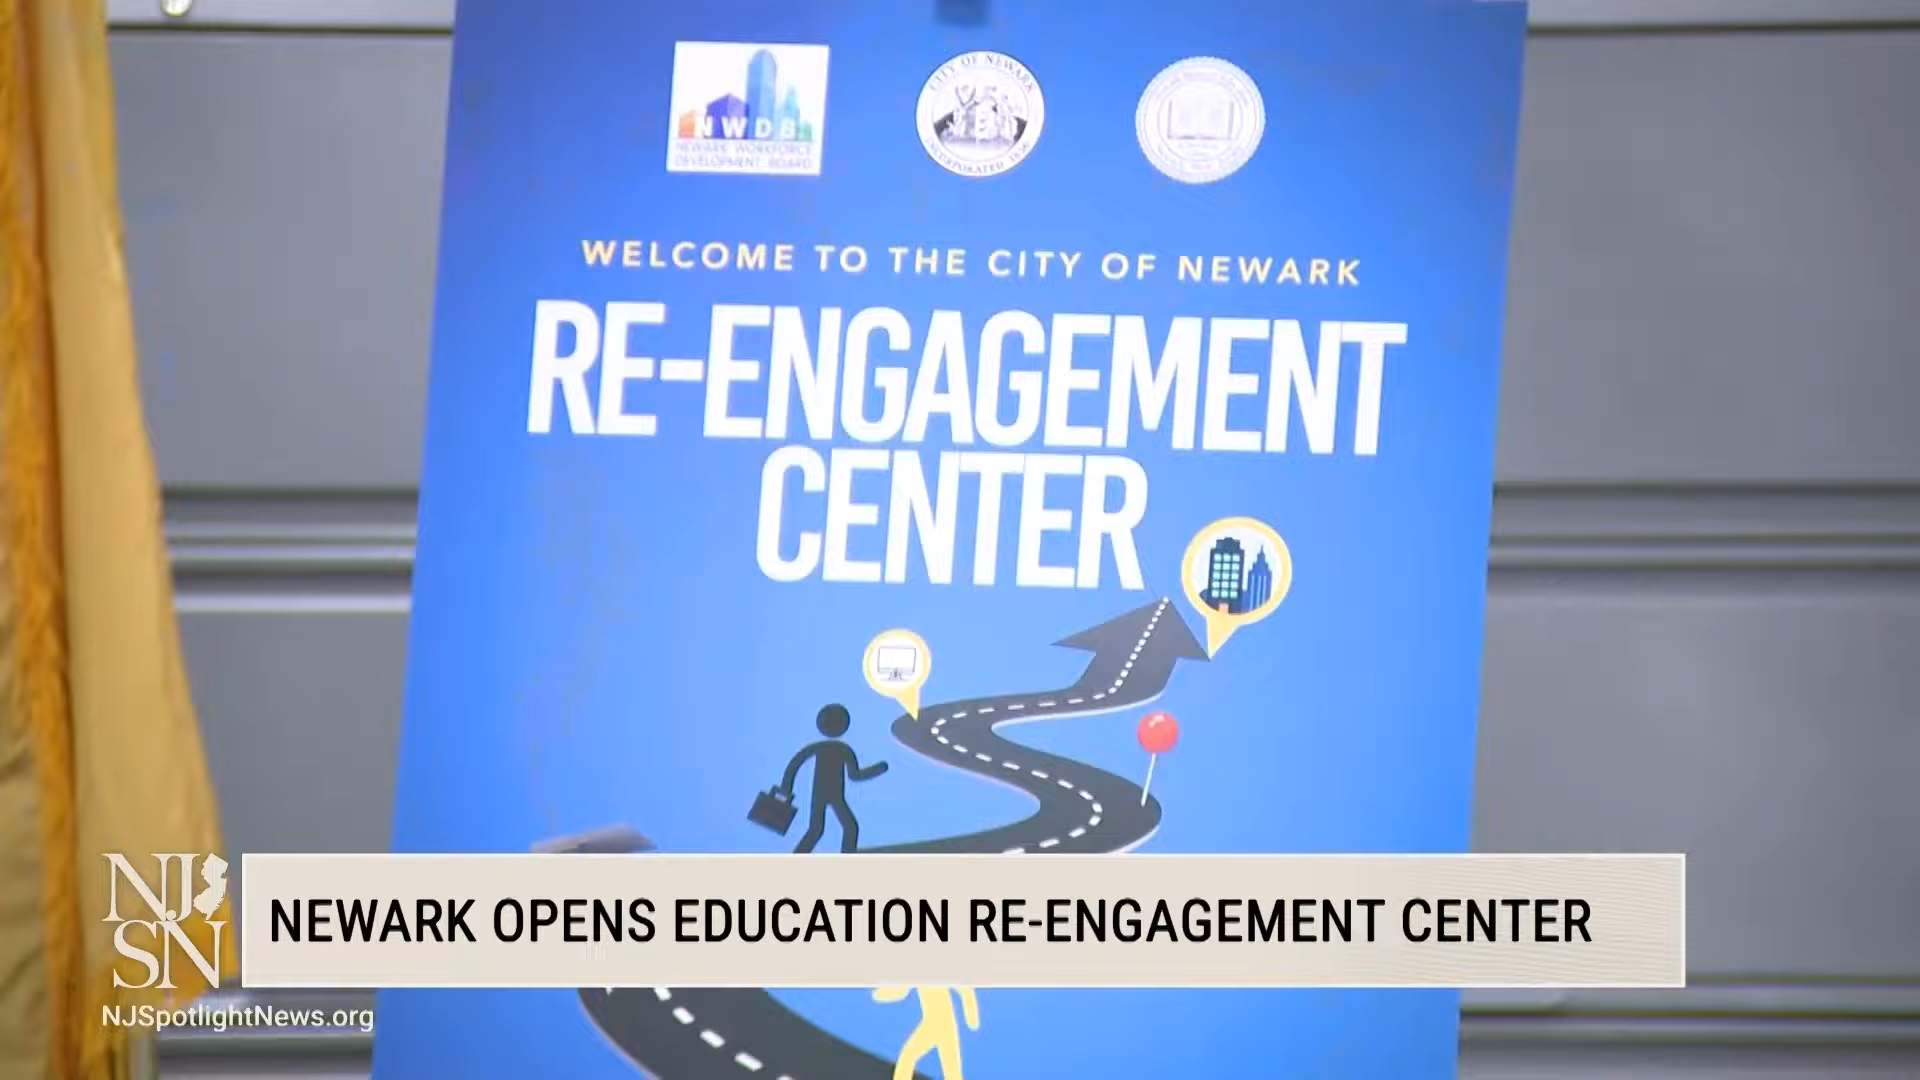 NWDB
NEWARK WORKFORCE
DEVELOPMENT BOARD
CITY OF NEWARK
INCORPORATED 1836
WELCOME TO THE CITY OF NEWARK
RE-ENGAGEMENT
CENTER
NJ
SN
NEWARK OPENS EDUCATION RE-ENGAGEMENT CENTER
NJSpotlightNews.org